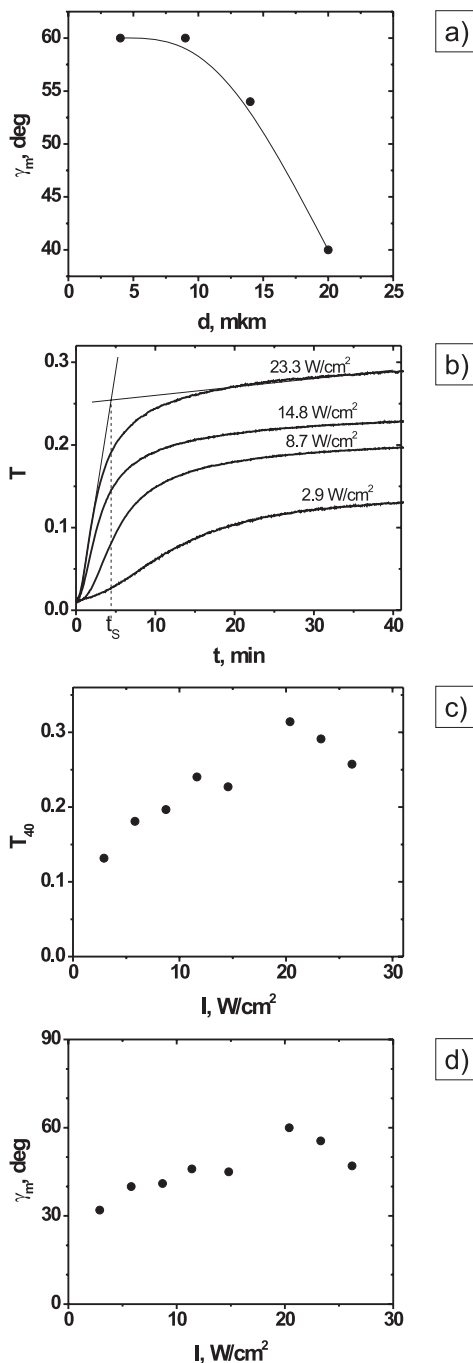 a)
60
55
50
45
40
γm, deg
0 5 10 15 20 25
d, mkm
b)
0.3
0.2
0.1
0.0
T
23.3 W/cm²
14.8 W/cm²
8.7 W/cm²
2.9 W/cm²
0 10 20 30 40
tS
t, min
c)
0.3
0.2
0.1
0.0
T40
0 10 20 30
I, W/cm²
d)
90
60
30
0
γm, deg
0 10 20 30
I, W/cm²